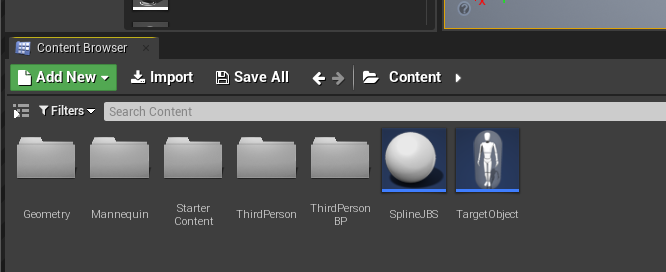 Content Browser
Add New
Import
Save All
Content
Filters
Search Content
Geometry
Mannequin
Starter
Content
ThirdPerson
ThirdPerson
BP
SplineJBS
TargetObject